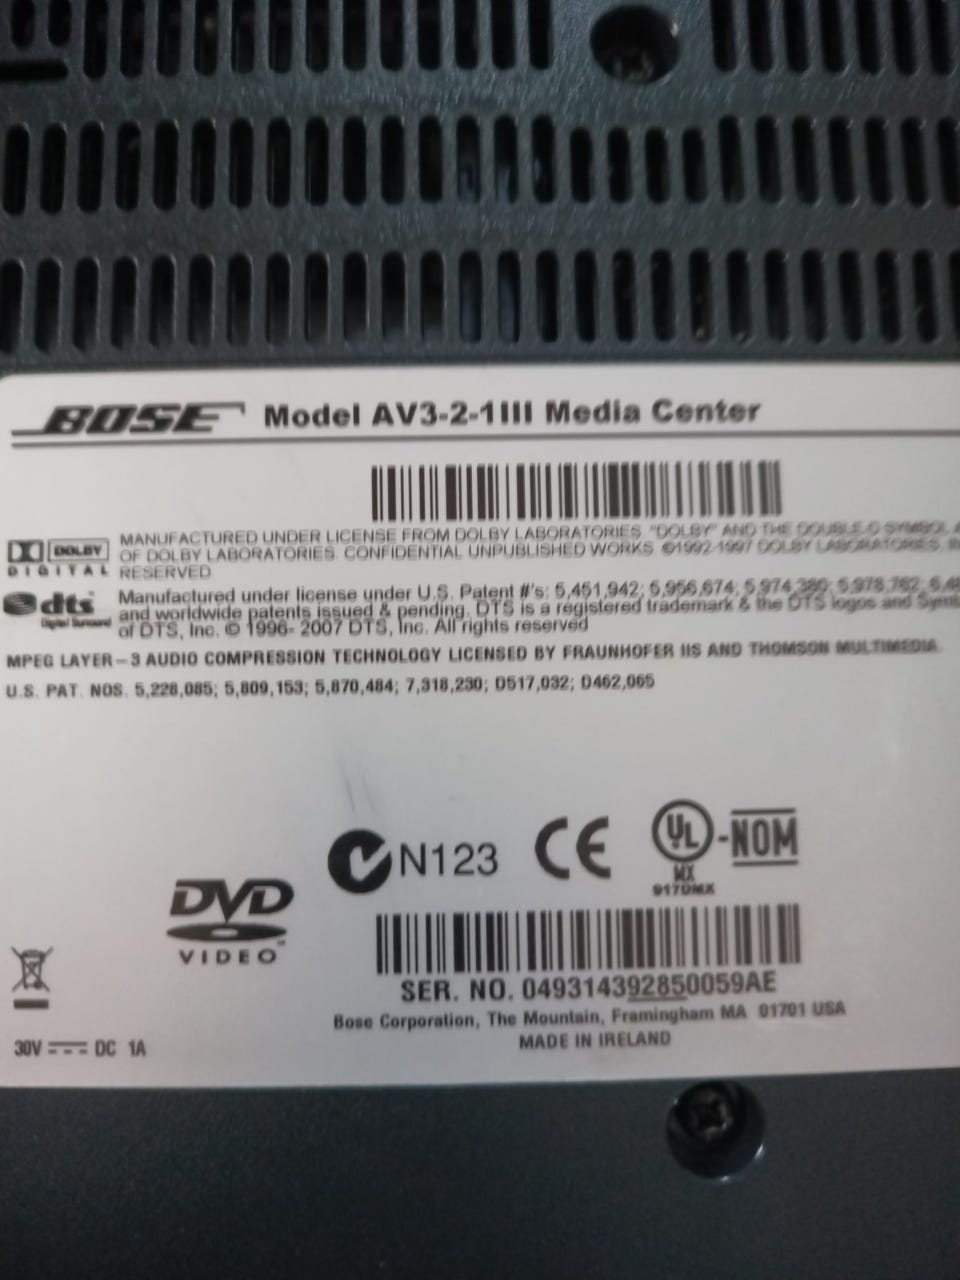 BOSE Model AV3-2-1III Media Center
DOLBY
DIGITAL
MANUFACTURED UNDER LICENSE FROM DOLBY LABORATORIES. "DOLBY" AND THE DOUBLE-D SYMBOL
OF DOLBY LABORATORIES. CONFIDENTIAL UNPUBLISHED WORKS. ©1992-1997 DOLBY LABORATORIES,
RESERVED.
dts
Digital Surround
Manufactured under license under U.S. Patent #'s: 5,451,942; 5,956,674; 5,974,380; 5,978,762;
and worldwide patents issued & pending. DTS is a registered trademark & the DTS logos and
of DTS, Inc. © 1996- 2007 DTS, Inc. All rights reserved
MPEG LAYER-3 AUDIO COMPRESSION TECHNOLOGY LICENSED BY FRAUNHOFER IIS AND THOMSON MULTIMEDIA.
U.S. PAT. NOS. 5,228,085; 5,809,153; 5,870,484; 7,318,230; D517,032; D462,065
N123 CE UL -NOM
MX
917DMX
DVD
VIDEO™
SER. NO. 049314392850059AE
Bose Corporation, The Mountain, Framingham MA 01701 USA
MADE IN IRELAND
30V DC 1A